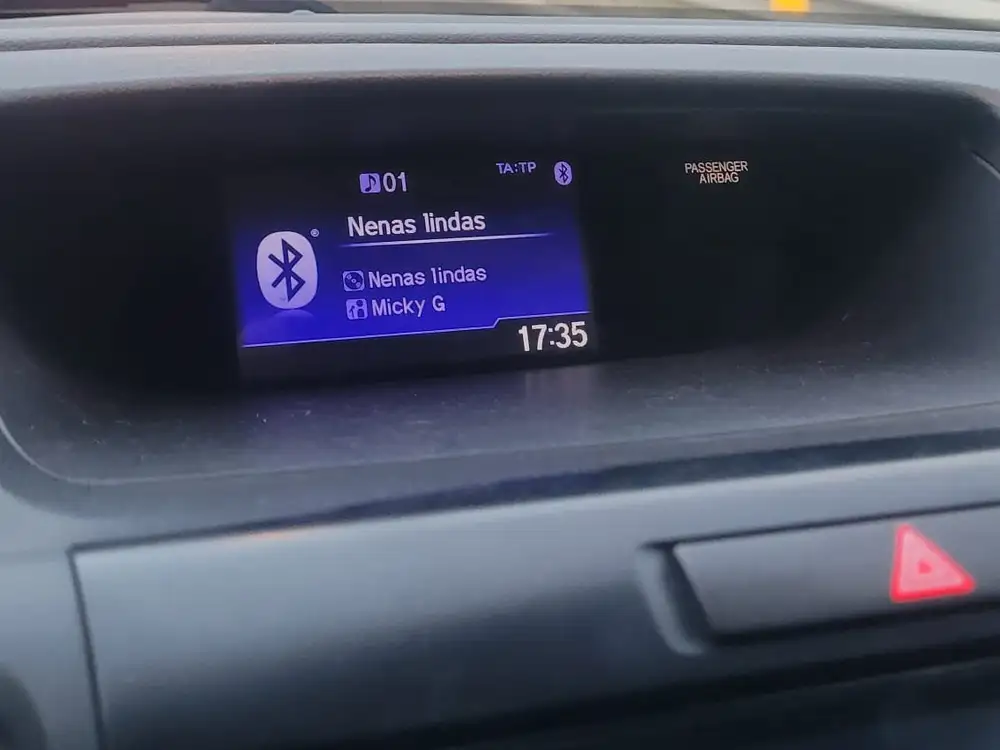 01
TA:TP
Nenas lindas
Nenas lindas
Micky G
17:35
PASSENGER
AIRBAG